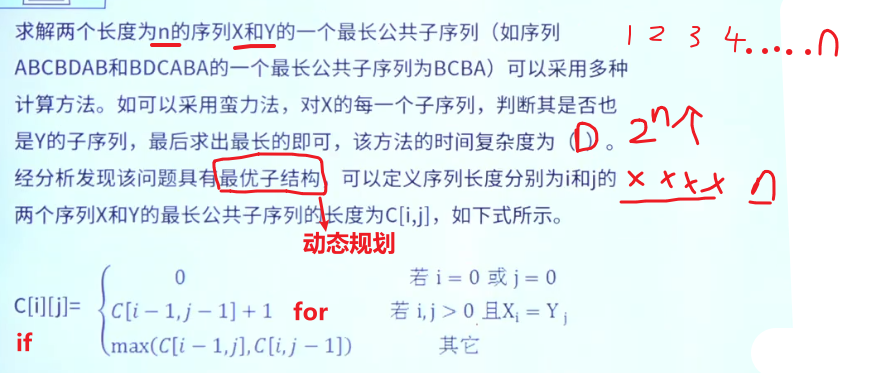 求解两个长度为n的序列X和Y的一个最长公共子序列（如序列
1 2 3 4.....n
ABCBDAB和BDCABA的一个最长公共子序列为BCBA）可以采用多种
计算方法。如可以采用蛮力法，对X的每一个子序列，判断其是否也
是Y的子序列，最后求出最长的即可，该方法的时间复杂度为（D）。
2ⁿ个
经分析发现该问题具有最优子结构，可以定义序列长度分别为i和j的
x x x x n
两个序列X和Y的最长公共子序列的长度为C[i,j]，如下式所示。
动态规划
0 若 i = 0 或 j = 0
C[i][j]= C[i − 1, j − 1] + 1 for 若 i, j > 0 且Xᵢ = Yⱼ
if max(C[i − 1, j], C[i, j − 1]) 其它